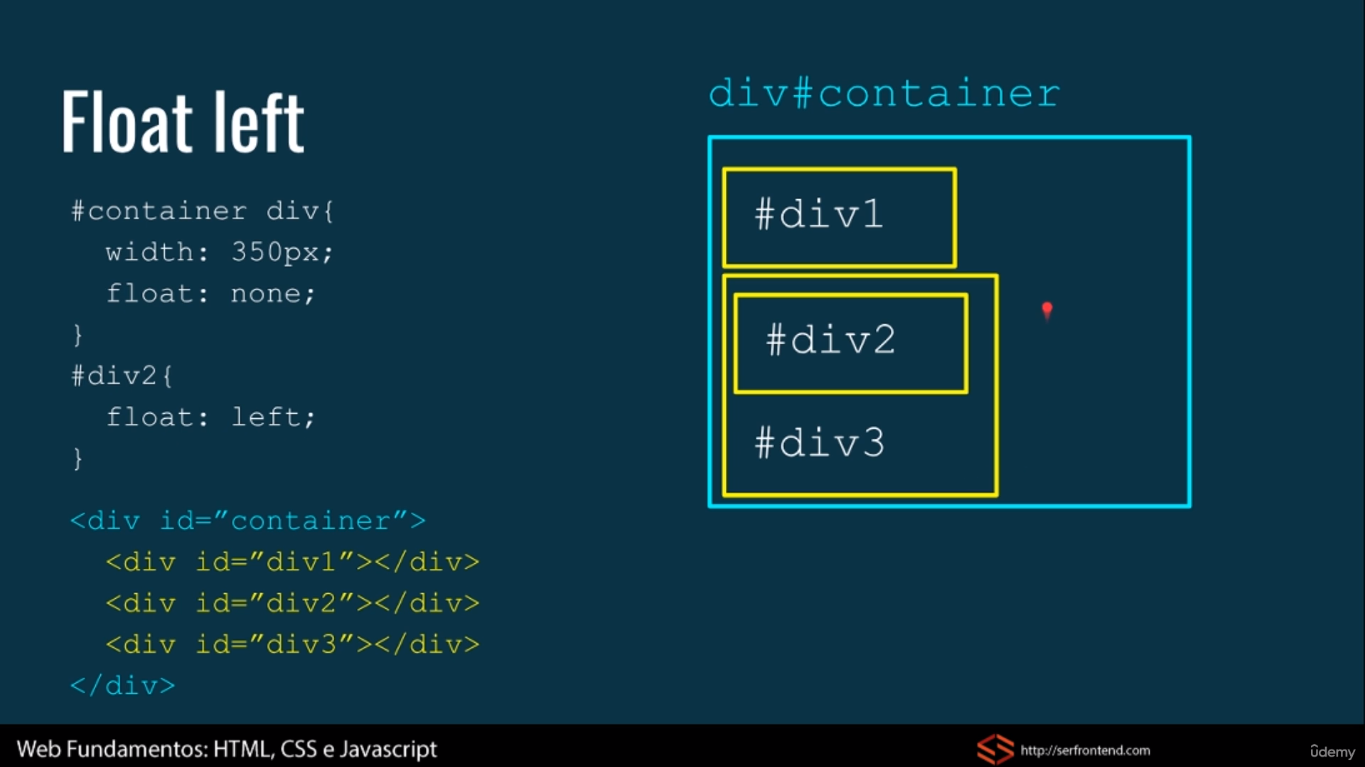 Float left
#container div{
width: 350px;
float: none;
}
#div2{
float: left;
}
<div id=”container”>
<div id=”div1”></div>
<div id=”div2”></div>
<div id=”div3”></div>
</div>
div#container
#div1
#div2
#div3
Web Fundamentos: HTML, CSS e Javascript
http://serfrontend.com
ûdemy